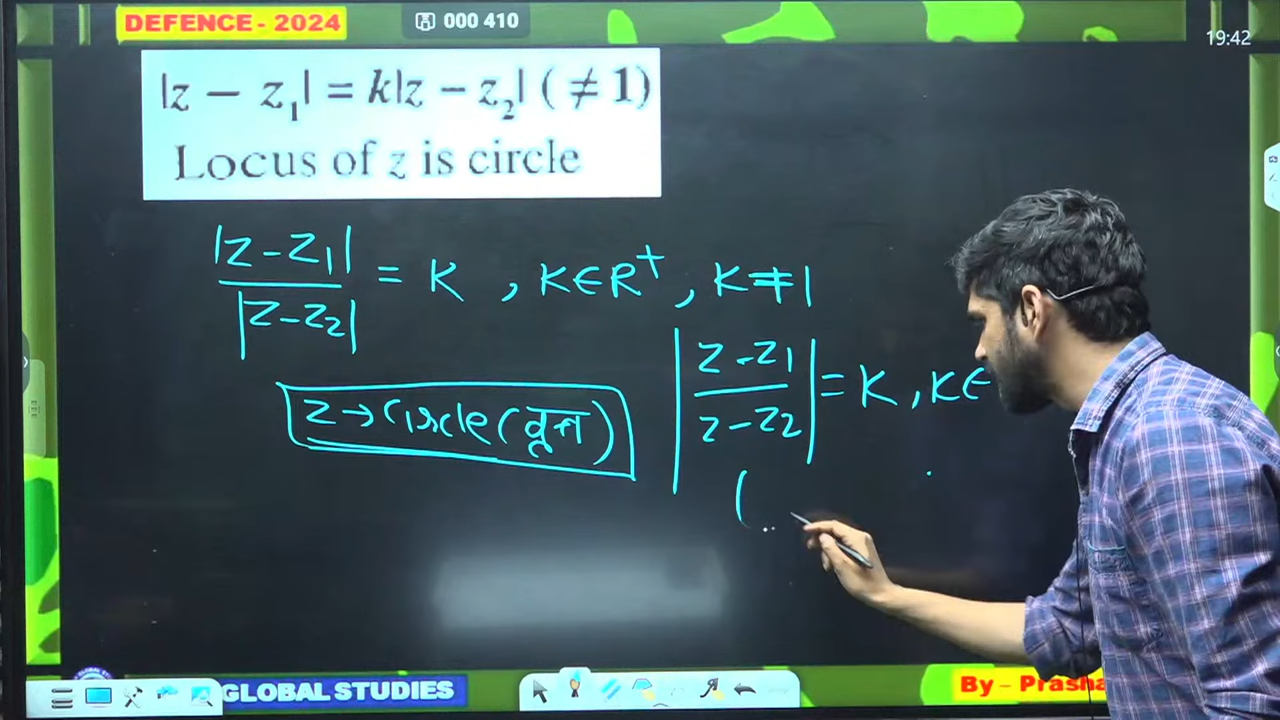 DEFENCE - 2024
000 410
19:42
|z − z₁| = k|z − z₂| ( ≠ 1)
Locus of z is circle
|z-z₁| / |z-z₂| = K , K∈R⁺ , K≠1
|z-z₁ / z-z₂| = K , K∈
z→Circle (वृत्त)
(
GLOBAL STUDIES
By – Prasha